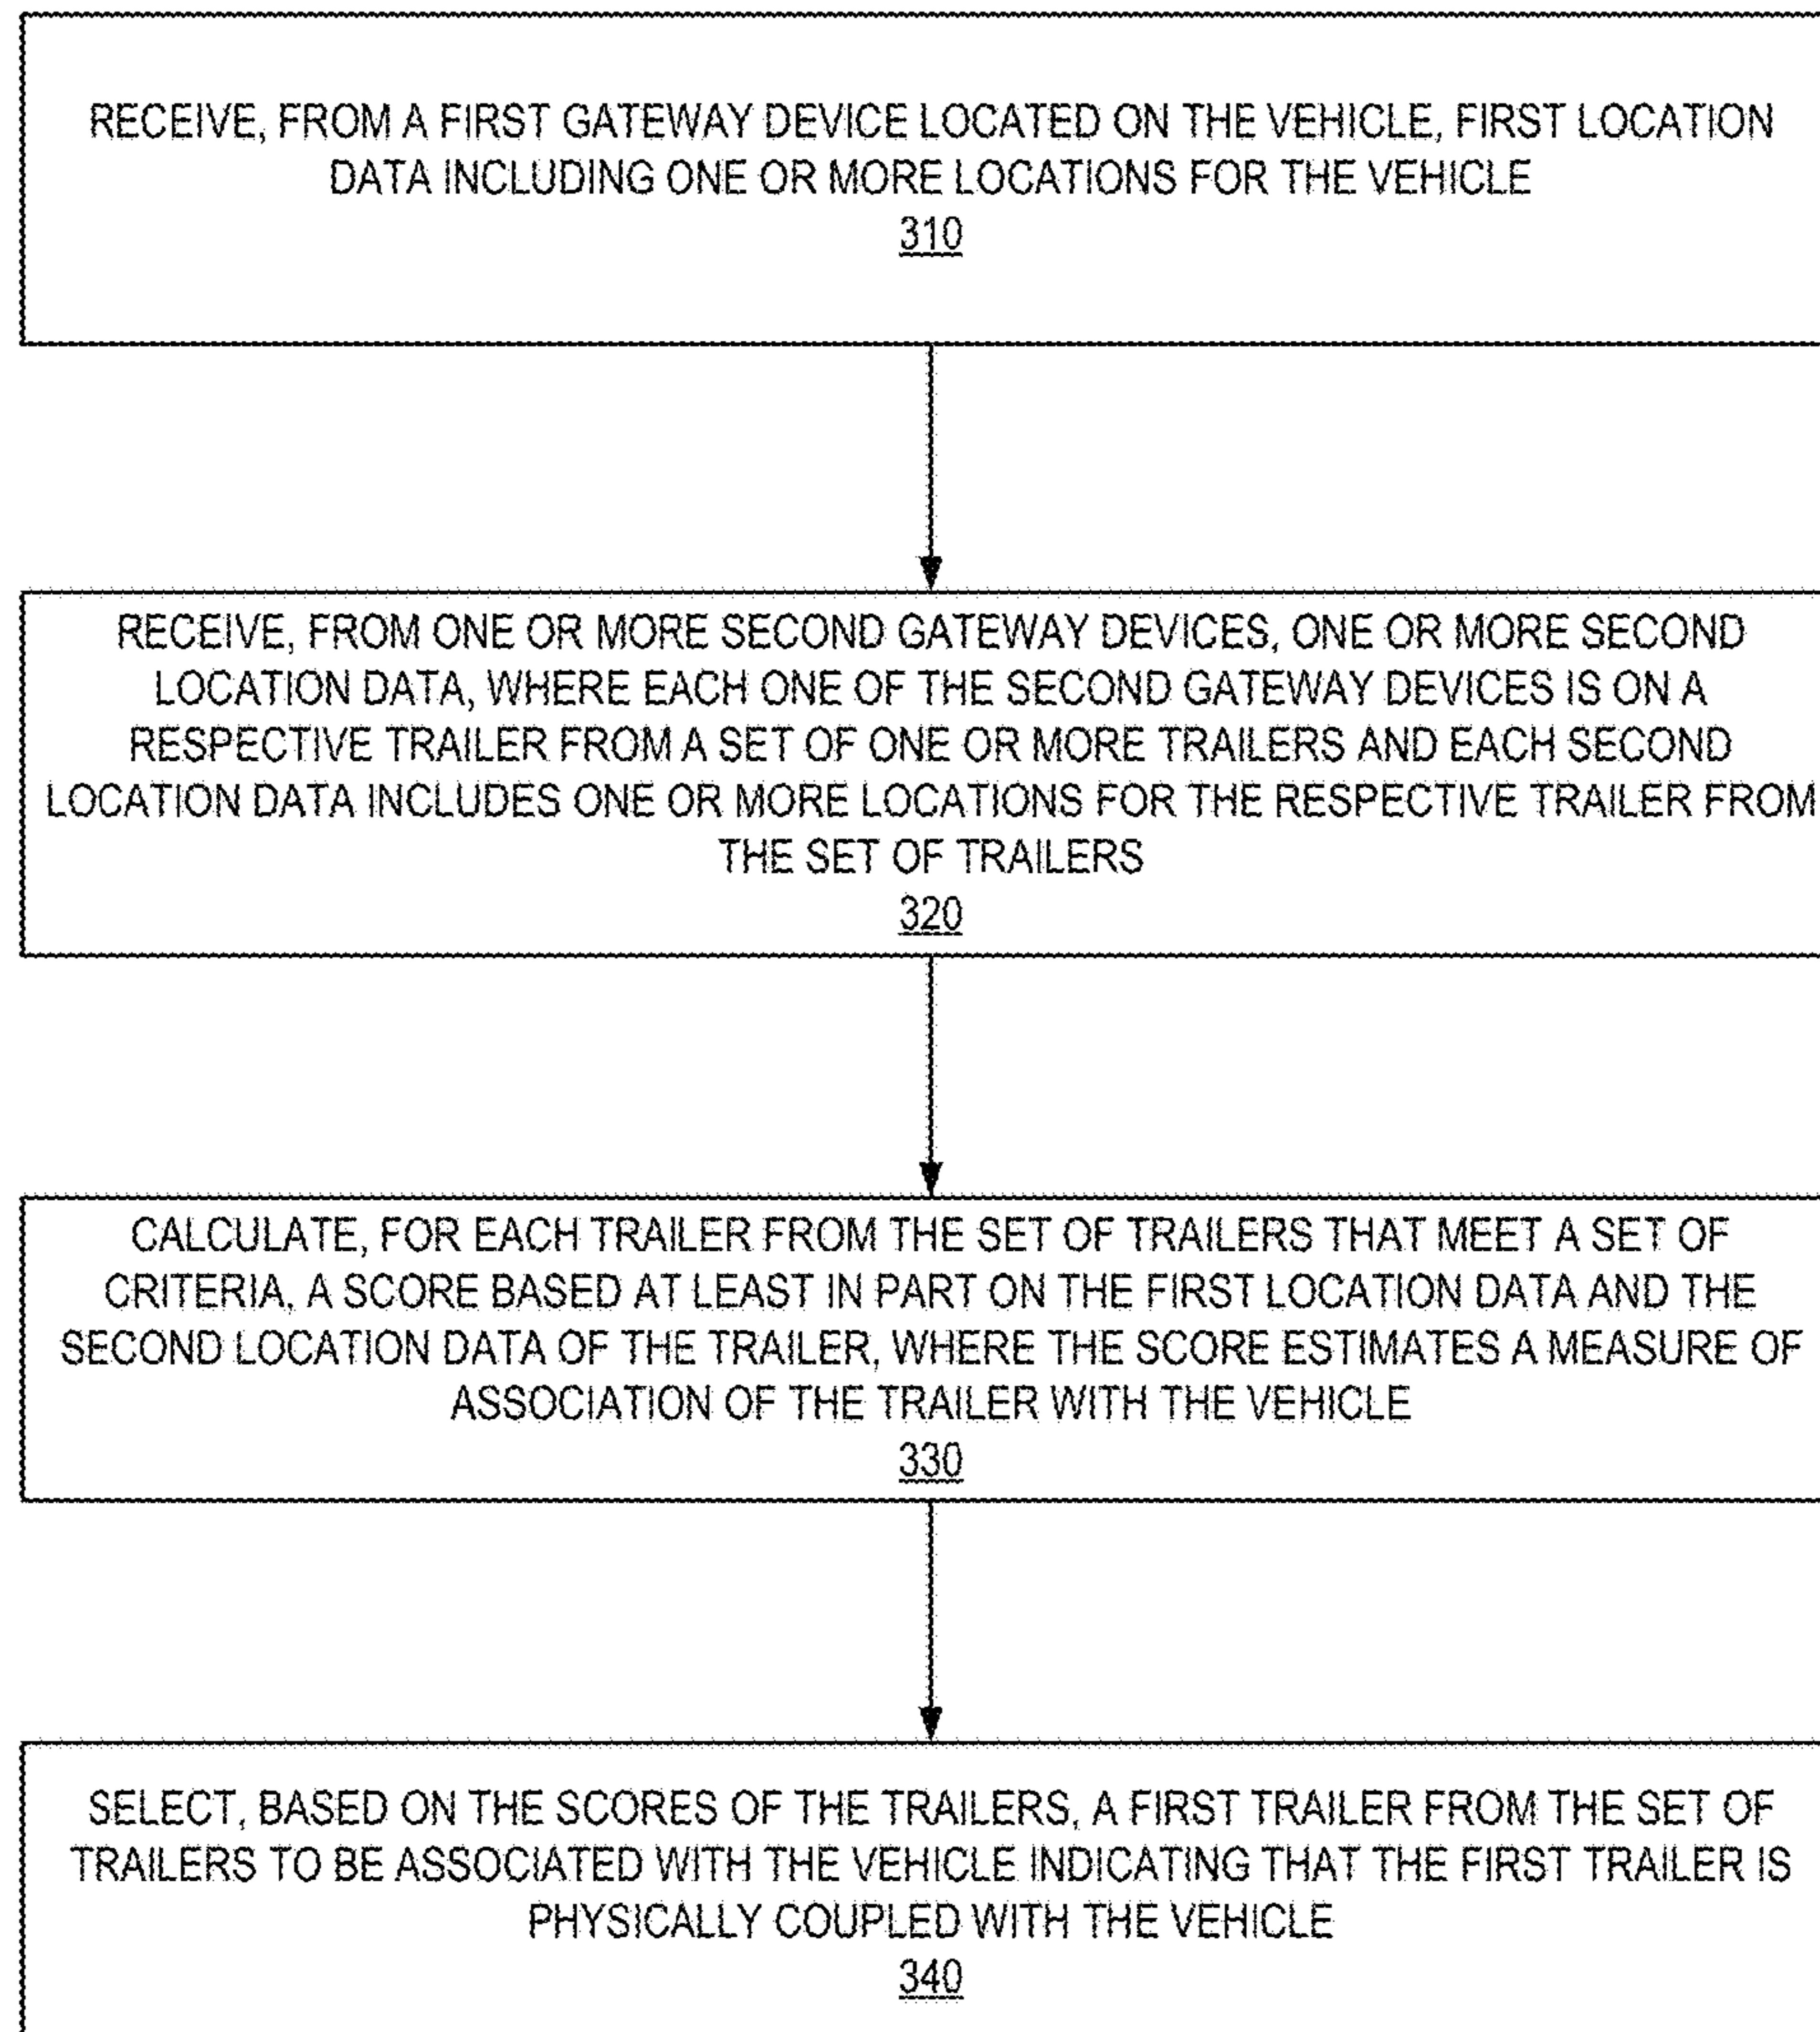 RECEIVE, FROM A FIRST GATEWAY DEVICE LOCATED ON THE VEHICLE, FIRST LOCATION
DATA INCLUDING ONE OR MORE LOCATIONS FOR THE VEHICLE
310
RECEIVE, FROM ONE OR MORE SECOND GATEWAY DEVICES, ONE OR MORE SECOND
LOCATION DATA, WHERE EACH ONE OF THE SECOND GATEWAY DEVICES IS ON A
RESPECTIVE TRAILER FROM A SET OF ONE OR MORE TRAILERS AND EACH SECOND
LOCATION DATA INCLUDES ONE OR MORE LOCATIONS FOR THE RESPECTIVE TRAILER FROM
THE SET OF TRAILERS
320
CALCULATE, FOR EACH TRAILER FROM THE SET OF TRAILERS THAT MEET A SET OF
CRITERIA, A SCORE BASED AT LEAST IN PART ON THE FIRST LOCATION DATA AND THE
SECOND LOCATION DATA OF THE TRAILER, WHERE THE SCORE ESTIMATES A MEASURE OF
ASSOCIATION OF THE TRAILER WITH THE VEHICLE
330
SELECT, BASED ON THE SCORES OF THE TRAILERS, A FIRST TRAILER FROM THE SET OF
TRAILERS TO BE ASSOCIATED WITH THE VEHICLE INDICATING THAT THE FIRST TRAILER IS
PHYSICALLY COUPLED WITH THE VEHICLE
340